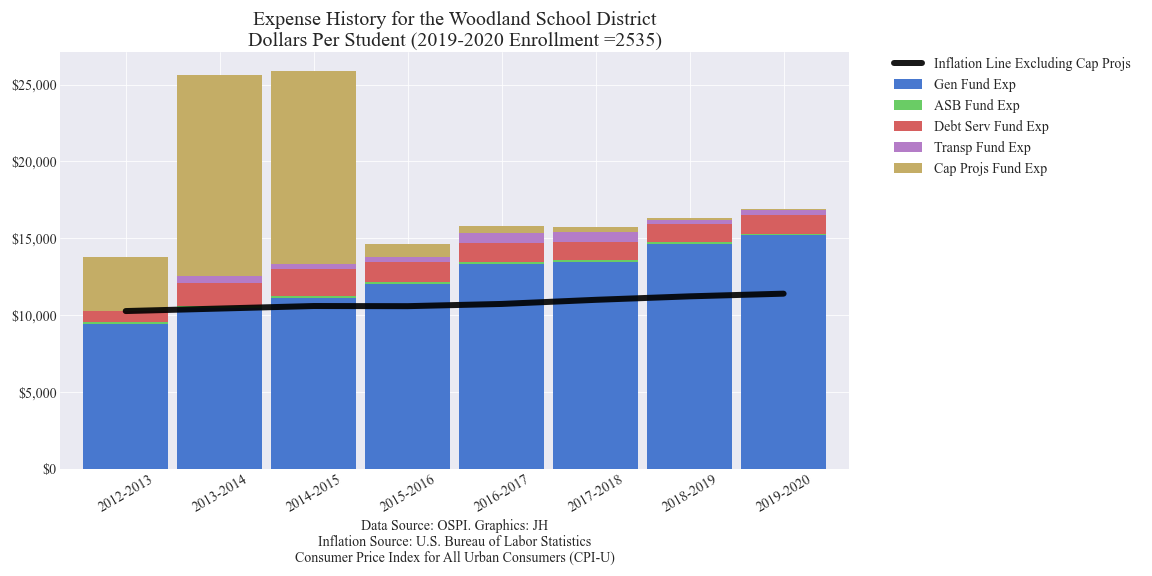 Expense History for the Woodland School District
Dollars Per Student (2019-2020 Enrollment =2535)
Inflation Line Excluding Cap Projs
Gen Fund Exp
ASB Fund Exp
Debt Serv Fund Exp
Transp Fund Exp
Cap Projs Fund Exp
$25,000
$20,000
$15,000
$10,000
$5,000
$0
2012-2013
2013-2014
2014-2015
2015-2016
2016-2017
2017-2018
2018-2019
2019-2020
Data Source: OSPI. Graphics: JH
Inflation Source: U.S. Bureau of Labor Statistics
Consumer Price Index for All Urban Consumers (CPI-U)